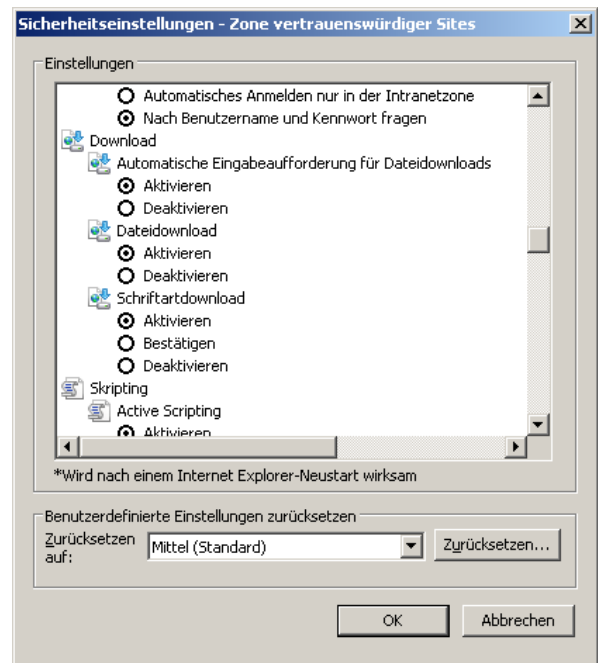 Sicherheitseinstellungen - Zone vertrauenswürdiger Sites
Einstellungen
Automatisches Anmelden nur in der Intranetzone
Nach Benutzername und Kennwort fragen
Download
Automatische Eingabeaufforderung für Dateidownloads
Aktivieren
Deaktivieren
Dateidownload
Aktivieren
Deaktivieren
Schriftartdownload
Aktivieren
Bestätigen
Deaktivieren
Skripting
Active Scripting
Aktivieren
*Wird nach einem Internet Explorer-Neustart wirksam
Benutzerdefinierte Einstellungen zurücksetzen
Zurücksetzen auf:
Mittel (Standard)
Zurücksetzen...
OK
Abbrechen